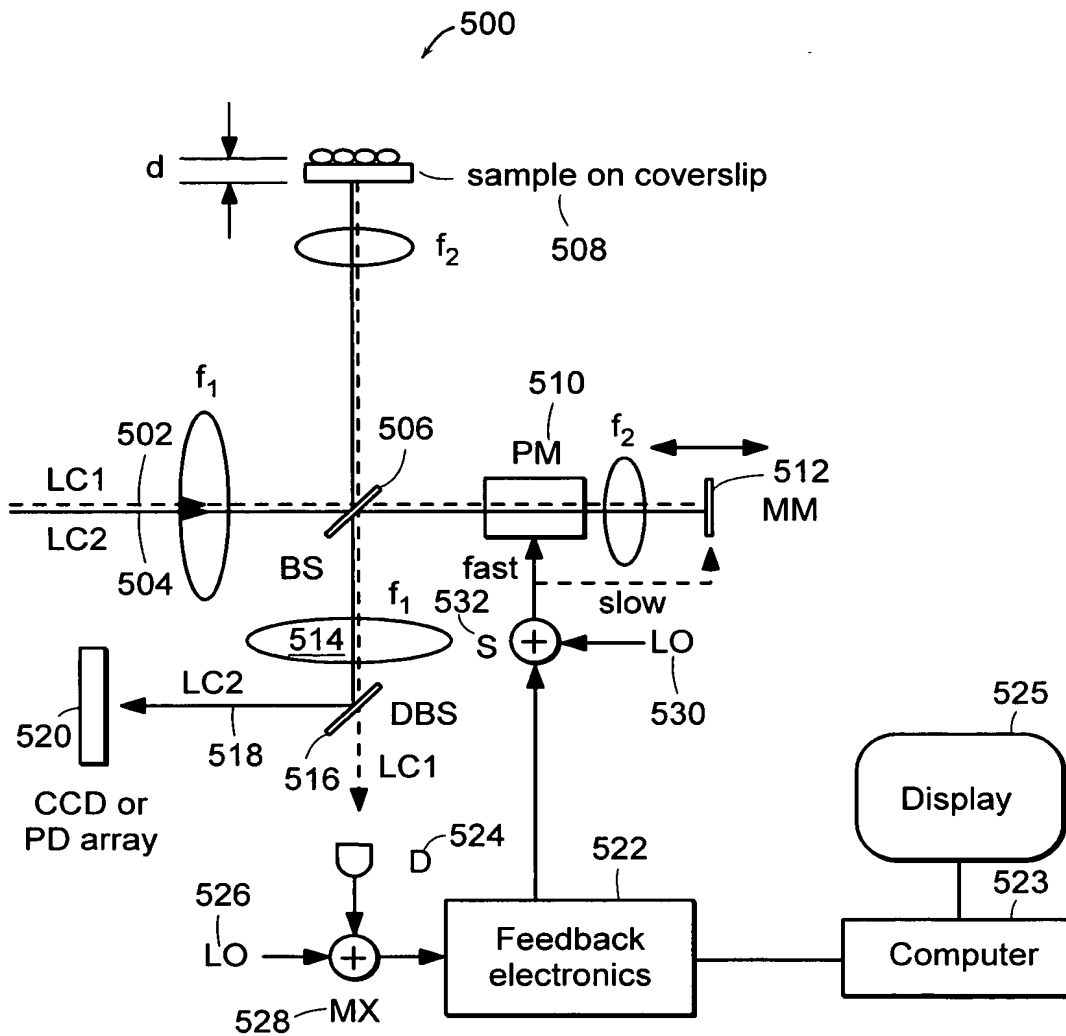 500
d
sample on coverslip
508
f2
f1
502
LC1
LC2
504
506
BS
510
PM
f2
512
MM
fast
slow
532
S
LO
530
f1
514
LC2
DBS
518
516
LC1
520
CCD or
PD array
D
524
526
LO
528
MX
522
Feedback
electronics
525
Display
523
Computer